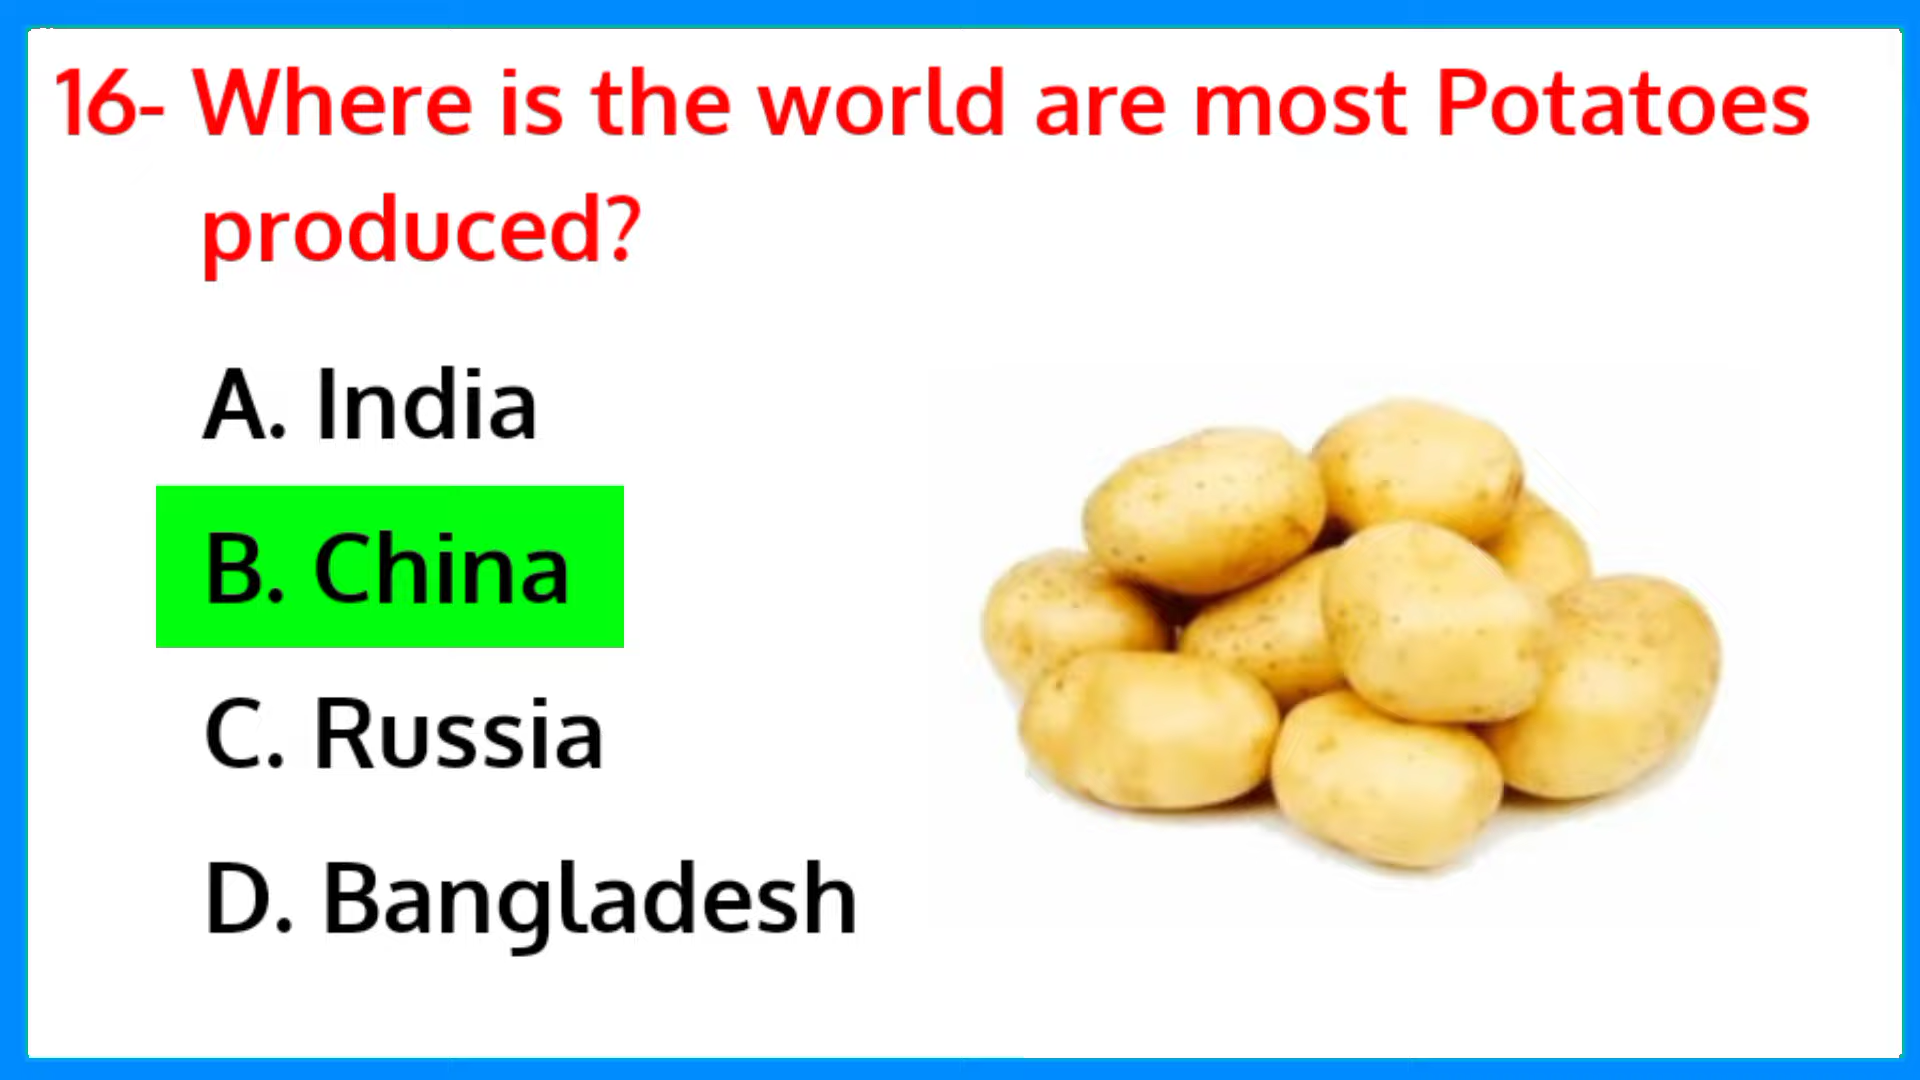 16- Where is the world are most Potatoes
produced?
A. India
B. China
C. Russia
D. Bangladesh